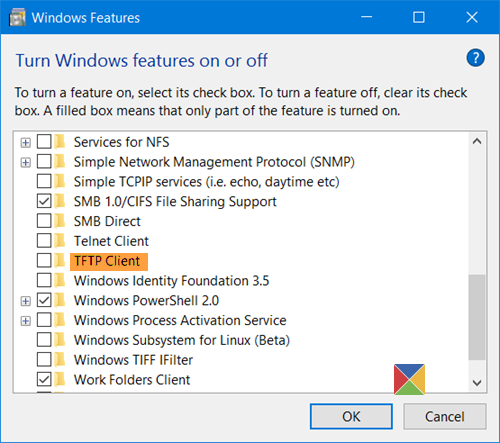 Windows Features
Turn Windows features on or off
To turn a feature on, select its check box. To turn a feature off, clear its check
box. A filled box means that only part of the feature is turned on.
Services for NFS
Simple Network Management Protocol (SNMP)
Simple TCPIP services (i.e. echo, daytime etc)
SMB 1.0/CIFS File Sharing Support
SMB Direct
Telnet Client
TFTP Client
Windows Identity Foundation 3.5
Windows PowerShell 2.0
Windows Process Activation Service
Windows Subsystem for Linux (Beta)
Windows TIFF IFilter
Work Folders Client
OK
Cancel